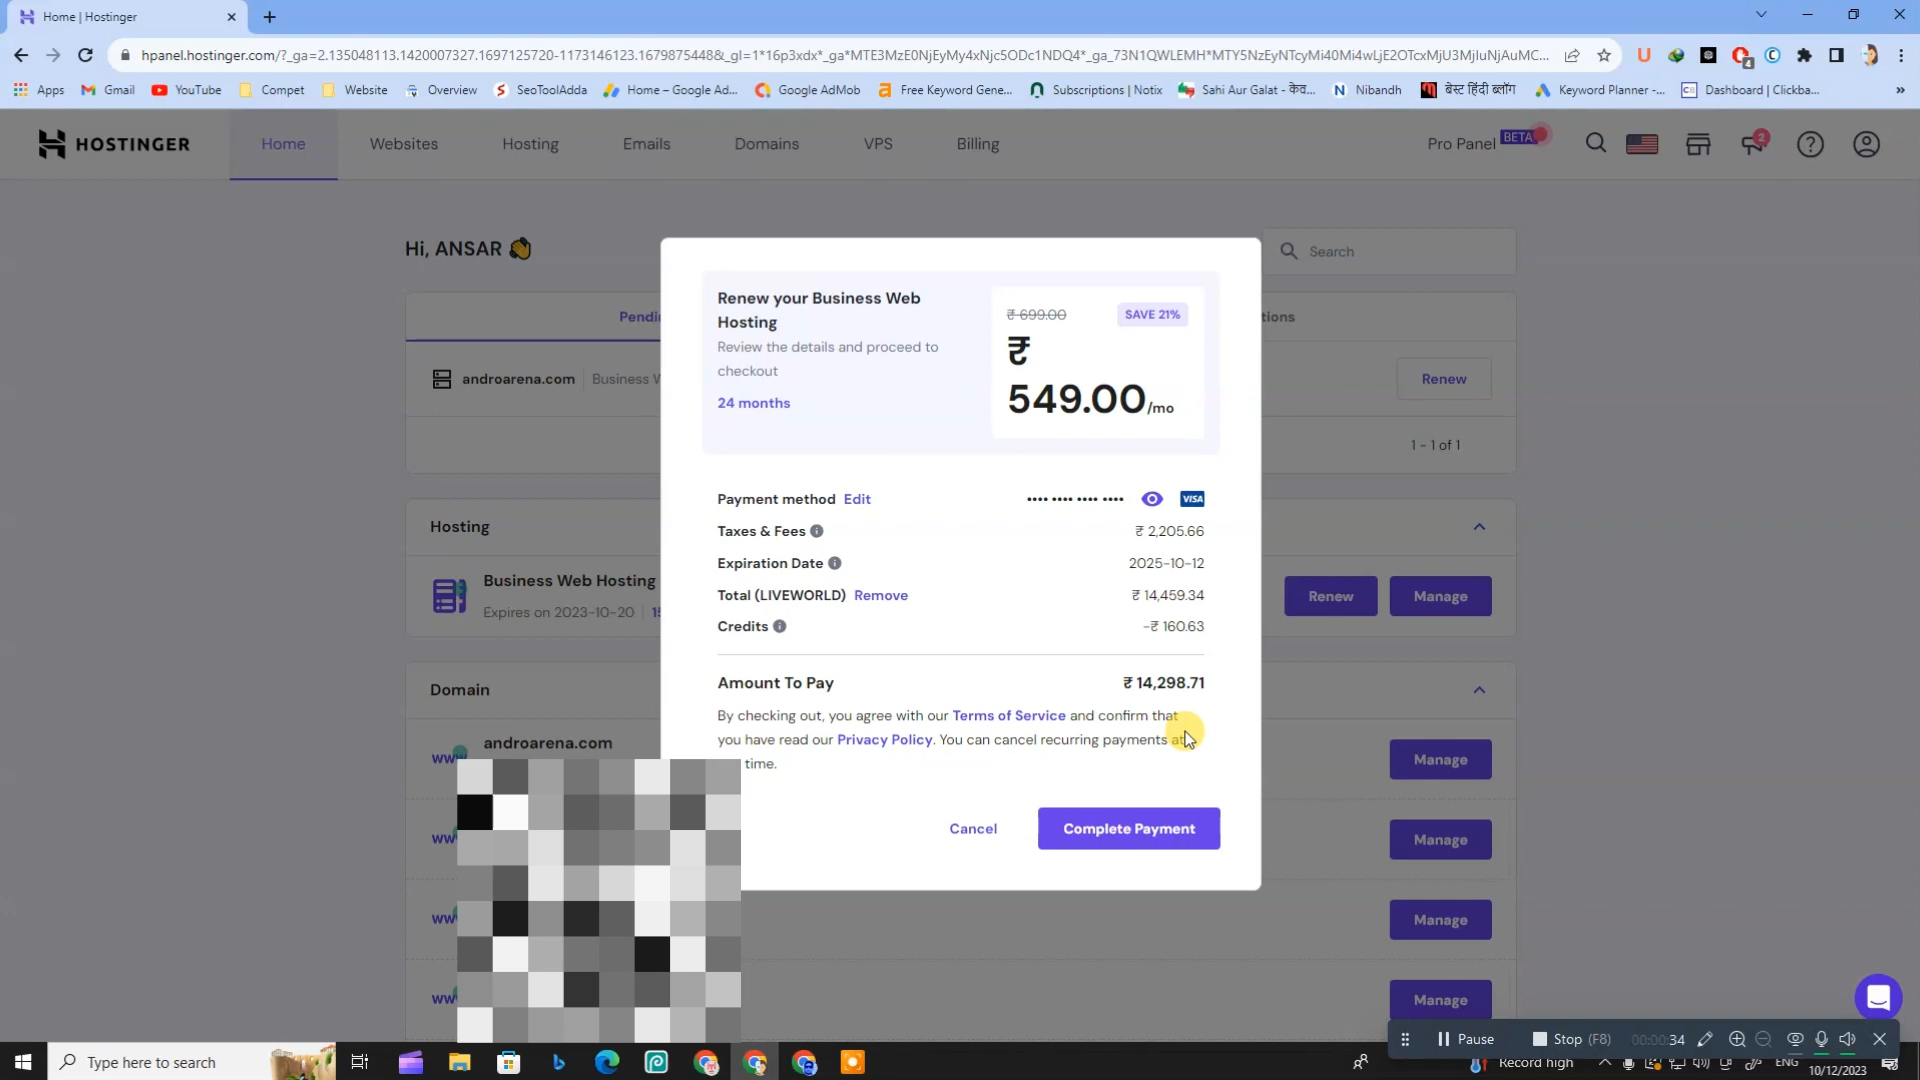 Home | Hostinger
hpanel.hostinger.com/?_ga=2.135048113.1420007327.1697125720-1173146123.1679875448&_gl=1*16p3xdx*_ga*MTE3MzE0NjEyMy4xNjc5ODc1NDQ4*_ga_73N1QWLEMH*MTY5NzEyNTcyMi40Mi4wLjE2OTcxMjU3MjIuNjAuMC...
4
Apps Gmail YouTube Compet Website Overview SeoToolAdda Home – Google Ad... Google AdMob Free Keyword Gene... Subscriptions | Notix Sahi Aur Galat - केव... Nibandh बेस्ट हिंदी ब्लॉग Keyword Planner -... Dashboard | Clickba... »
HOSTINGER Home Websites Hosting Emails Domains VPS Billing Pro Panel BETA 2
Hi, ANSAR
Search
Pendi
tions
androarena.com Business W
Renew
1 - 1 of 1
Renew your Business Web
Hosting
Review the details and proceed to
checkout
24 months
₹ 699.00 SAVE 21%
₹
549.00/mo
Payment method Edit •••• •••• •••• •••• VISA
Taxes & Fees ₹ 2,205.66
Expiration Date 2025-10-12
Total (LIVEWORLD) Remove ₹ 14,459.34
Credits -₹ 160.63
Amount To Pay ₹ 14,298.71
By checking out, you agree with our Terms of Service and confirm that
you have read our Privacy Policy. You can cancel recurring payments
time.
Cancel Complete Payment
Hosting
Business Web Hosting
Expires on 2023-10-20
Renew Manage
Domain
androarena.com
Manage
Manage
Manage
Manage
Pause Stop (F8) 00:00:34
Type here to search
Record high ENG
10/12/2023